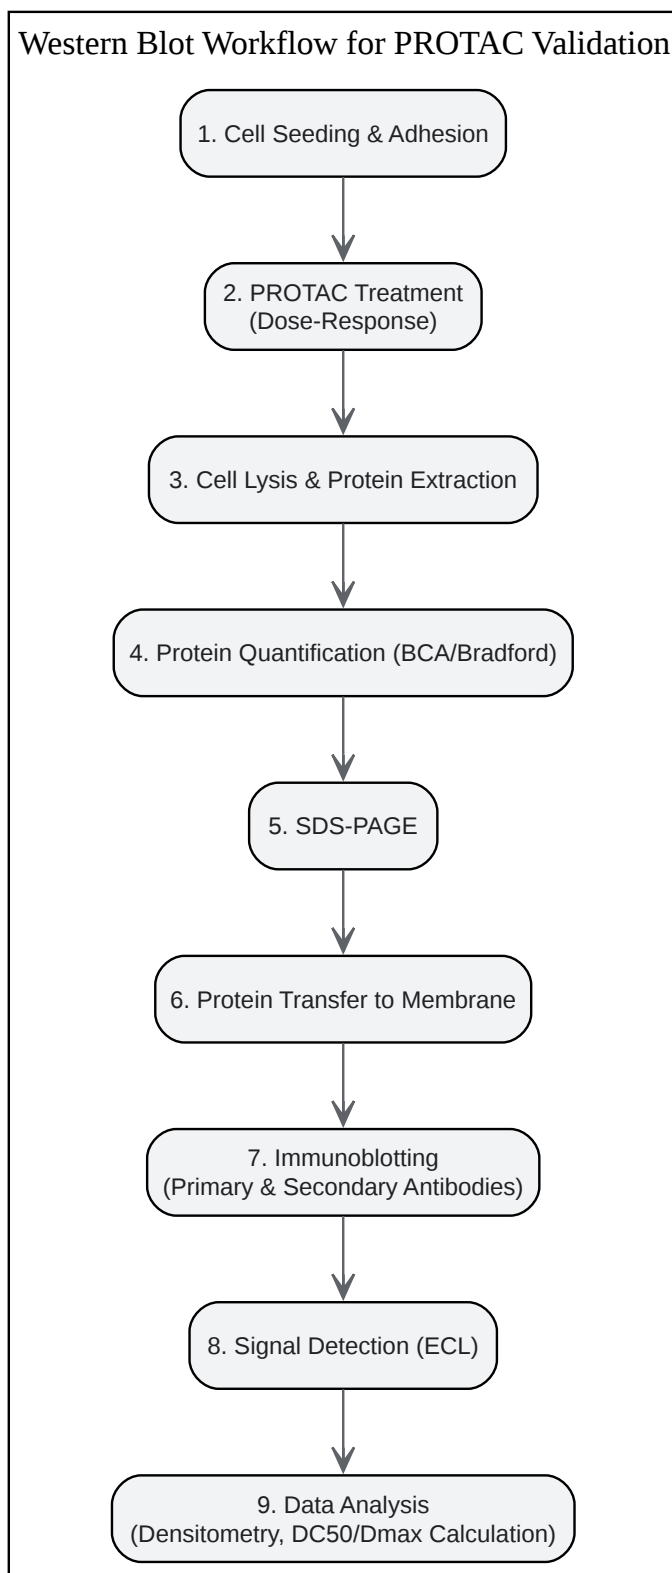 Western Blot Workflow for PROTAC Validation
1. Cell Seeding & Adhesion
2. PROTAC Treatment
(Dose-Response)
3. Cell Lysis & Protein Extraction
4. Protein Quantification (BCA/Bradford)
5. SDS-PAGE
6. Protein Transfer to Membrane
7. Immunoblotting
(Primary & Secondary Antibodies)
8. Signal Detection (ECL)
9. Data Analysis
(Densitometry, DC50/Dmax Calculation)